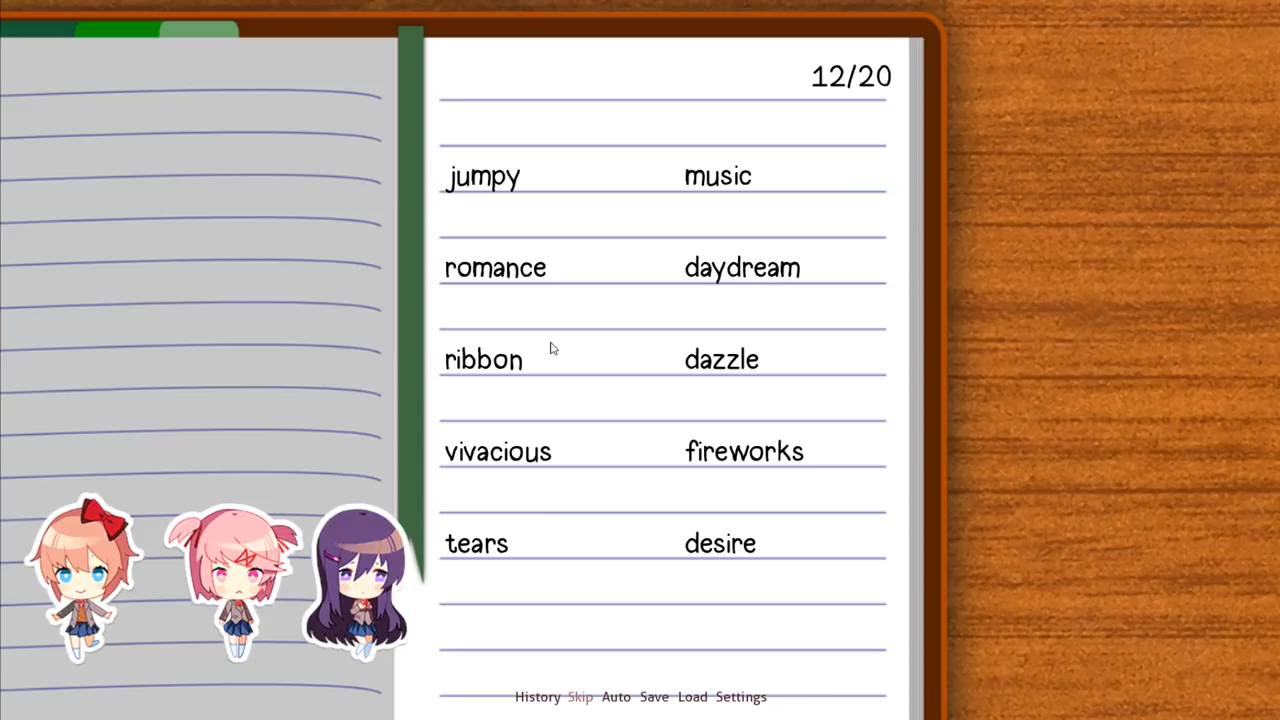 12/20
jumpy music
romance daydream
ribbon dazzle
vivacious fireworks
tears desire
History Skip Auto Save Load Settings